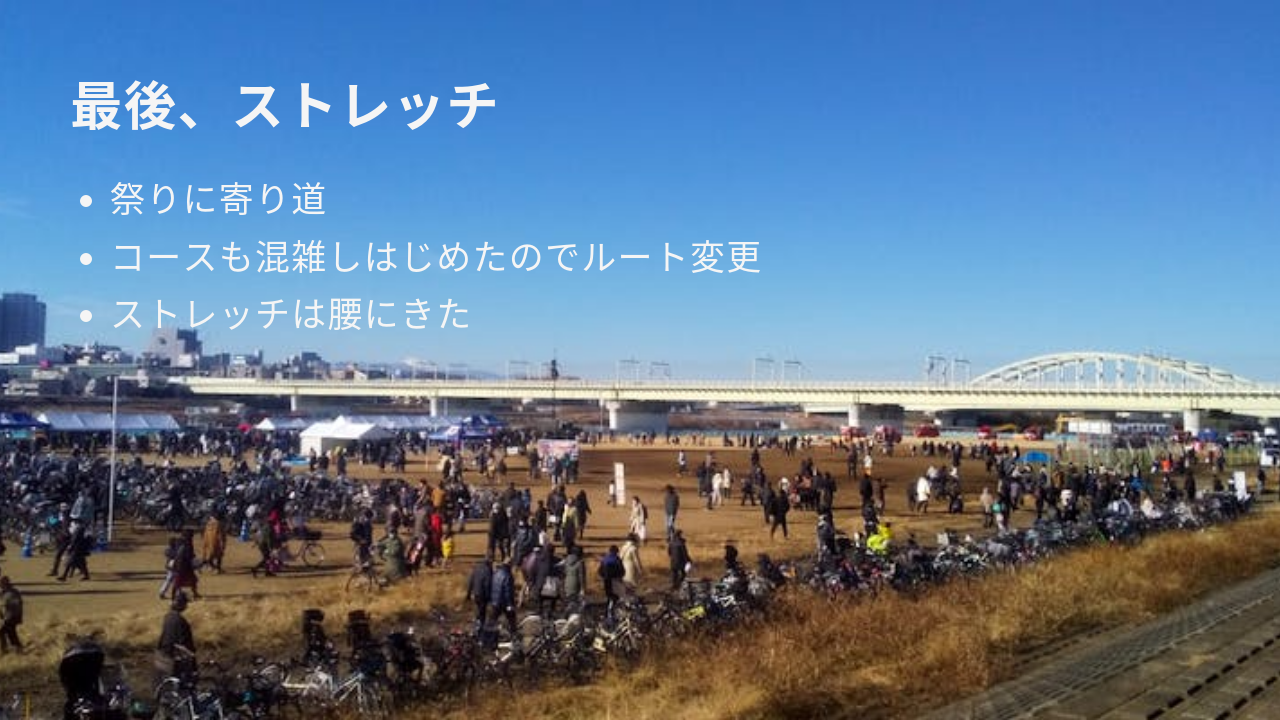 最後、ストレッチ
• 祭りに寄り道
• コースも混雑しはじめたのでルート変更
• ストレッチは腰にきた